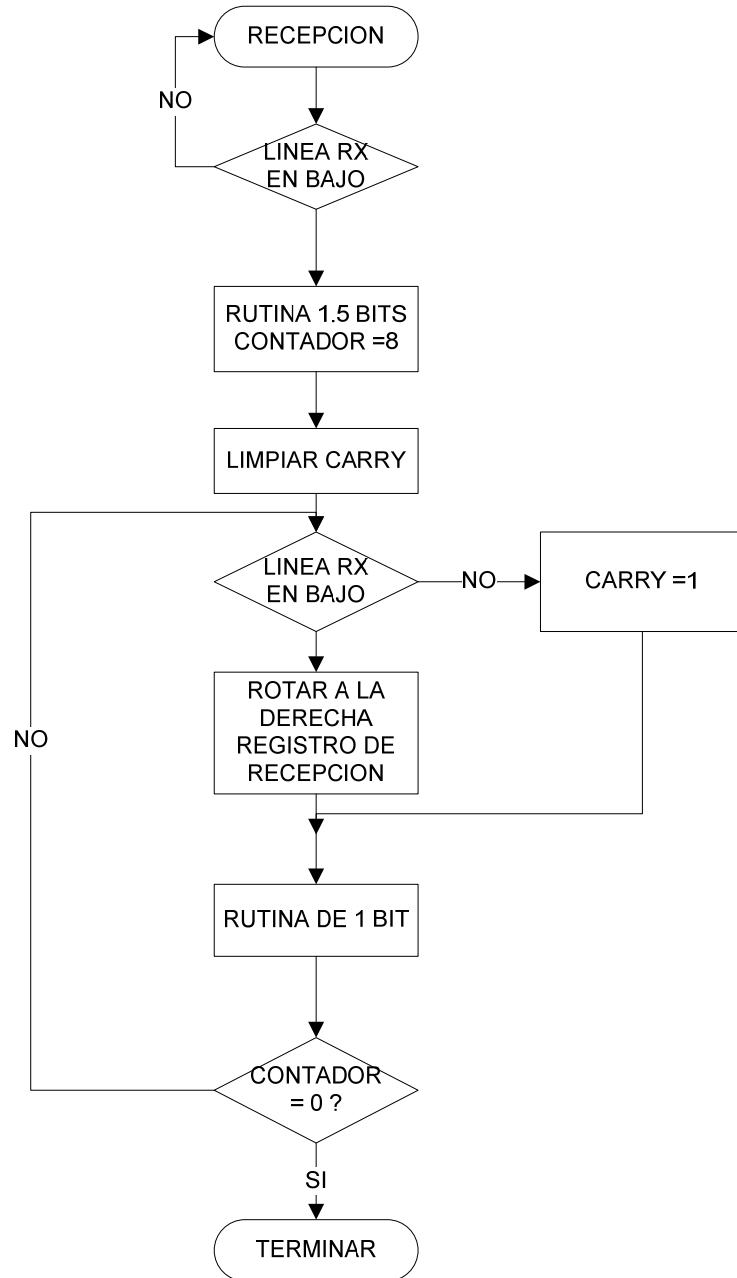 RECEPCION
NO
LINEA RX
EN BAJO
RUTINA 1.5 BITS
CONTADOR =8
LIMPIAR CARRY
LINEA RX
EN BAJO
NO
CARRY =1
ROTAR A LA
DERECHA
REGISTRO DE
RECEPCION
NO
RUTINA DE 1 BIT
CONTADOR
= 0 ?
SI
TERMINAR